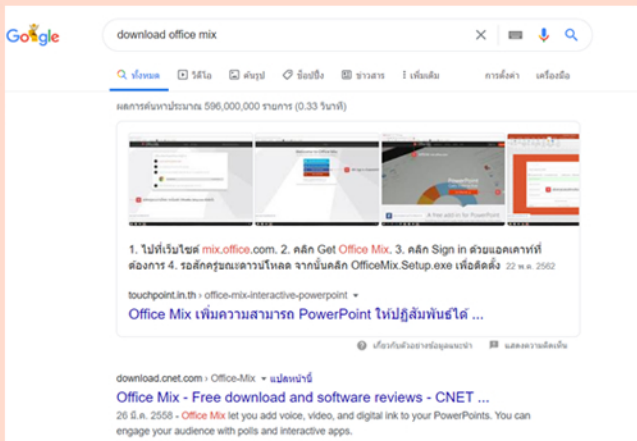 Google
download office mix
ทั้งหมด วิดีโอ ค้นรูป ช็อปปิ้ง ข่าวสาร เพิ่มเติม การตั้งค่า เครื่องมือ
ผลการค้นหาประมาณ 596,000,000 รายการ (0.33 วินาที)
PowerPoint
A free add-in for PowerPoint
1. ไปที่เว็บไซต์ mix.office.com. 2. คลิก Get Office Mix. 3. คลิก Sign in ด้วยแอคเคาท์ที่
ต้องการ 4. รอสักครู่ขณะดาวน์โหลด จากนั้นคลิก OfficeMix.Setup.exe เพื่อติดตั้ง 22 พ.ค. 2562
touchpoint.in.th › office-mix-interactive-powerpoint
Office Mix เพิ่มความสามารถ PowerPoint ให้ปฏิสัมพันธ์ได้ ...
เกี่ยวกับตัวอย่างข้อมูลแนะนำ แสดงความคิดเห็น
download.cnet.com › Office-Mix แปลหน้านี้
Office Mix - Free download and software reviews - CNET ...
26 มี.ค. 2558 - Office Mix let you add voice, video, and digital ink to your PowerPoints. You can
engage your audience with polls and interactive apps.